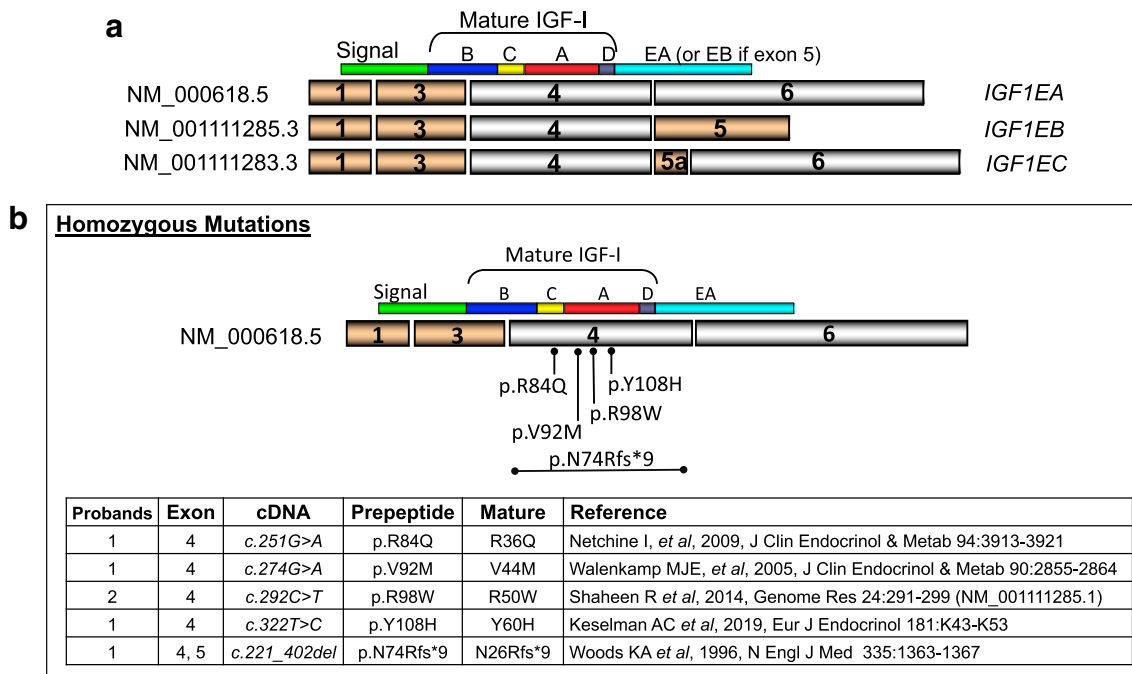 a
Mature IGF-I
Signal B C A D EA (or EB if exon 5)
NM_000618.5 1 3 4 6 IGF1EA
NM_001111285.3 1 3 4 5 IGF1EB
NM_001111283.3 1 3 4 5a 6 IGF1EC
b
Homozygous Mutations
Mature IGF-I
Signal B C A D EA
NM_000618.5 1 3 4 6
p.R84Q p.Y108H
p.R98W
p.V92M
p.N74Rfs*9
Probands Exon cDNA Prepeptide Mature Reference
1 4 c.251G>A p.R84Q R36Q Netchine I, et al, 2009, J Clin Endocrinol & Metab 94:3913-3921
1 4 c.274G>A p.V92M V44M Walenkamp MJE, et al, 2005, J Clin Endocrinol & Metab 90:2855-2864
2 4 c.292C>T p.R98W R50W Shaheen R et al, 2014, Genome Res 24:291-299 (NM_001111285.1)
1 4 c.322T>C p.Y108H Y60H Keselman AC et al, 2019, Eur J Endocrinol 181:K43-K53
1 4, 5 c.221_402del p.N74Rfs*9 N26Rfs*9 Woods KA et al, 1996, N Engl J Med 335:1363-1367